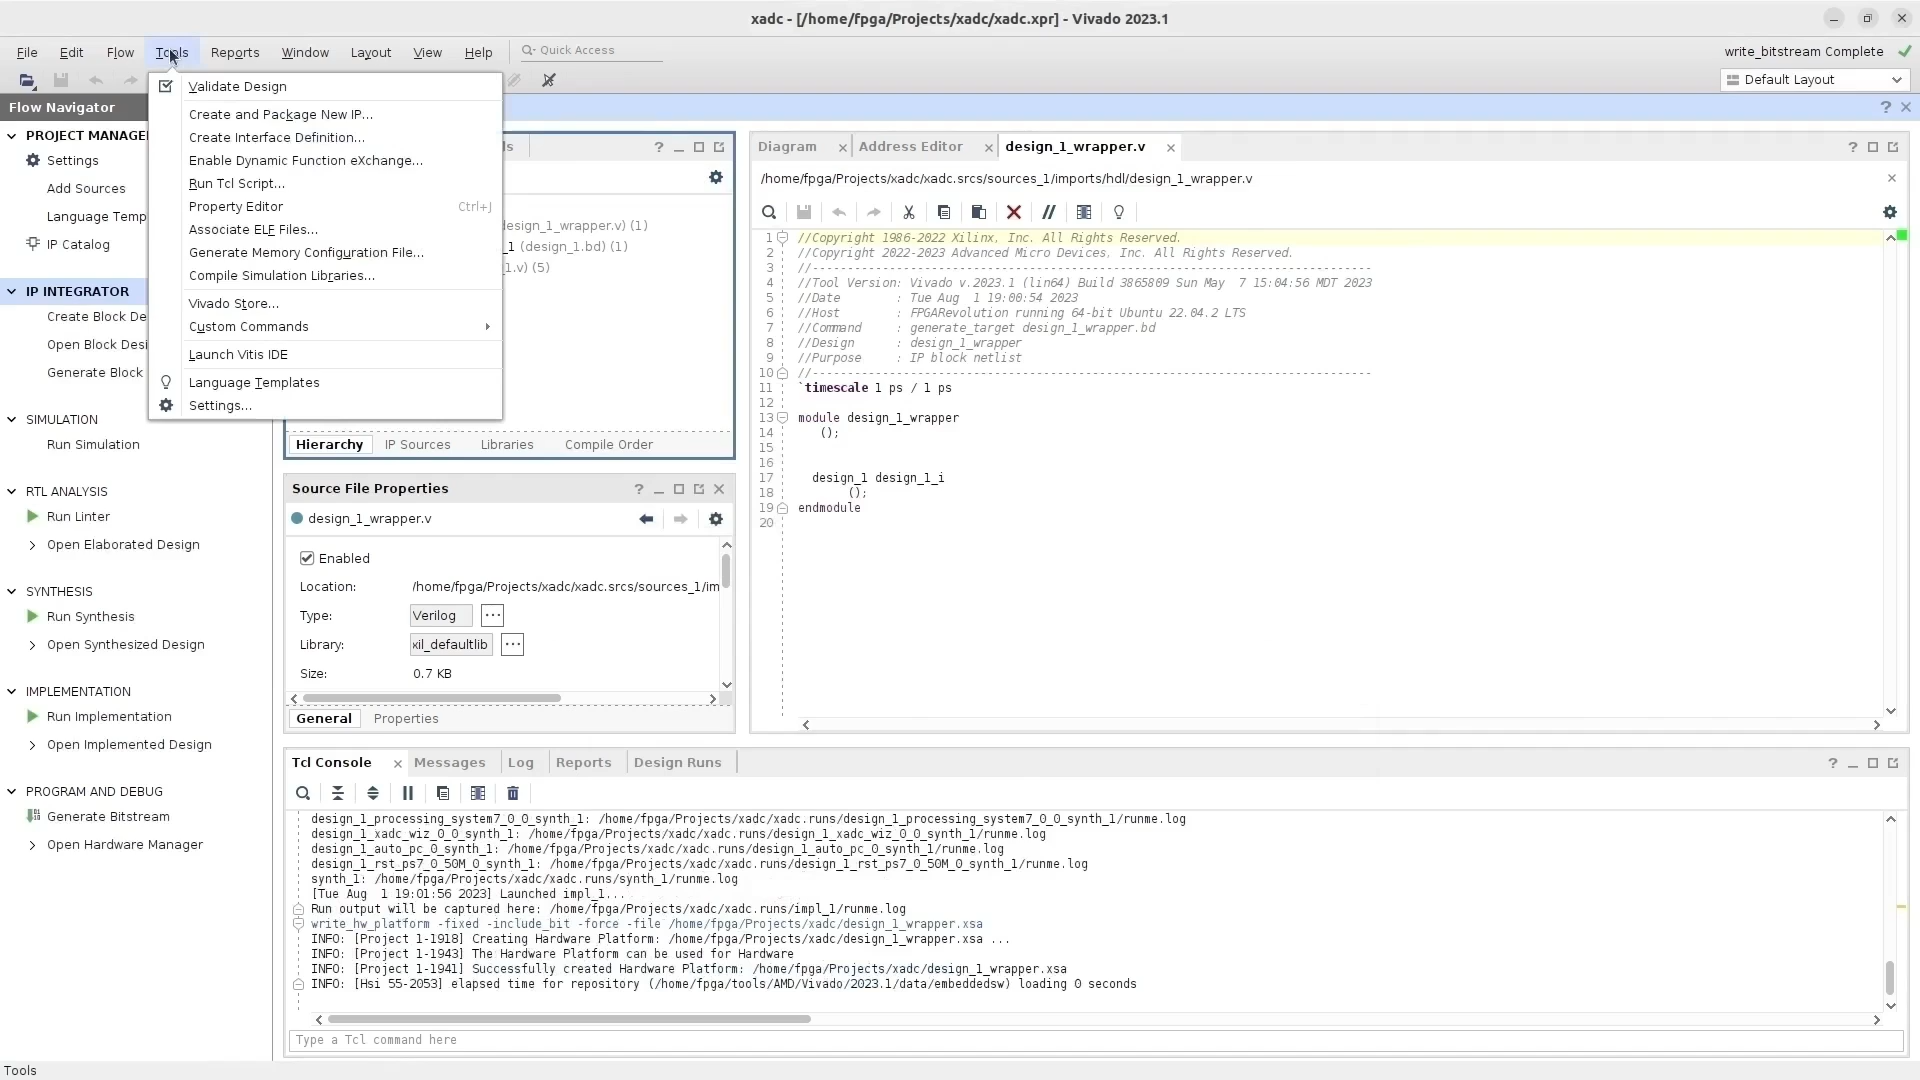 xadc - [/home/fpga/Projects/xadc/xadc.xpr] - Vivado 2023.1
File Edit Flow Tools Reports Window Layout View Help
Quick Access
write_bitstream Complete
Default Layout
Validate Design
Create and Package New IP...
Create Interface Definition...
Enable Dynamic Function eXchange...
Run Tcl Script...
Property Editor Ctrl+J
Associate ELF Files...
Generate Memory Configuration File...
Compile Simulation Libraries...
Vivado Store...
Custom Commands
Launch Vitis IDE
Language Templates
Settings...
Flow Navigator
PROJECT MANAGE
Settings
Add Sources
Language Temp
IP Catalog
IP INTEGRATOR
Create Block De
Open Block Desi
Generate Block
SIMULATION
Run Simulation
RTL ANALYSIS
Run Linter
Open Elaborated Design
SYNTHESIS
Run Synthesis
Open Synthesized Design
IMPLEMENTATION
Run Implementation
Open Implemented Design
PROGRAM AND DEBUG
Generate Bitstream
Open Hardware Manager
ls
design_1_wrapper.v) (1)
_1 (design_1.bd) (1)
1.v) (5)
Hierarchy IP Sources Libraries Compile Order
Source File Properties
design_1_wrapper.v
Enabled
Location: /home/fpga/Projects/xadc/xadc.srcs/sources_1/im
Type: Verilog ...
Library: xil_defaultlib ...
Size: 0.7 KB
General Properties
Diagram Address Editor design_1_wrapper.v
/home/fpga/Projects/xadc/xadc.srcs/sources_1/imports/hdl/design_1_wrapper.v
1 //Copyright 1986-2022 Xilinx, Inc. All Rights Reserved.
2 //Copyright 2022-2023 Advanced Micro Devices, Inc. All Rights Reserved.
3 //--------------------------------------------------------------------------------
4 //Tool Version: Vivado v.2023.1 (lin64) Build 3865809 Sun May  7 15:04:56 MDT 2023
5 //Date        : Tue Aug  1 19:00:54 2023
6 //Host        : FPGARevolution running 64-bit Ubuntu 22.04.2 LTS
7 //Command     : generate_target design_1_wrapper.bd
8 //Design      : design_1_wrapper
9 //Purpose     : IP block netlist
10 //--------------------------------------------------------------------------------
11 `timescale 1 ps / 1 ps
12
13 module design_1_wrapper
14    ();
15
16
17   design_1 design_1_i
18        ();
19 endmodule
20
Tcl Console Messages Log Reports Design Runs
design_1_processing_system7_0_0_synth_1: /home/fpga/Projects/xadc/xadc.runs/design_1_processing_system7_0_0_synth_1/runme.log
design_1_xadc_wiz_0_0_synth_1: /home/fpga/Projects/xadc/xadc.runs/design_1_xadc_wiz_0_0_synth_1/runme.log
design_1_auto_pc_0_synth_1: /home/fpga/Projects/xadc/xadc.runs/design_1_auto_pc_0_synth_1/runme.log
design_1_rst_ps7_0_50M_0_synth_1: /home/fpga/Projects/xadc/xadc.runs/design_1_rst_ps7_0_50M_0_synth_1/runme.log
synth_1: /home/fpga/Projects/xadc/xadc.runs/synth_1/runme.log
[Tue Aug  1 19:01:56 2023] Launched impl_1...
Run output will be captured here: /home/fpga/Projects/xadc/xadc.runs/impl_1/runme.log
write_hw_platform -fixed -include_bit -force -file /home/fpga/Projects/xadc/design_1_wrapper.xsa
INFO: [Project 1-1918] Creating Hardware Platform: /home/fpga/Projects/xadc/design_1_wrapper.xsa ...
INFO: [Project 1-1943] The Hardware Platform can be used for Hardware
INFO: [Project 1-1941] Successfully created Hardware Platform: /home/fpga/Projects/xadc/design_1_wrapper.xsa
INFO: [Hsi 55-2053] elapsed time for repository (/home/fpga/tools/AMD/Vivado/2023.1/data/embeddedsw) loading 0 seconds
Type a Tcl command here
Tools